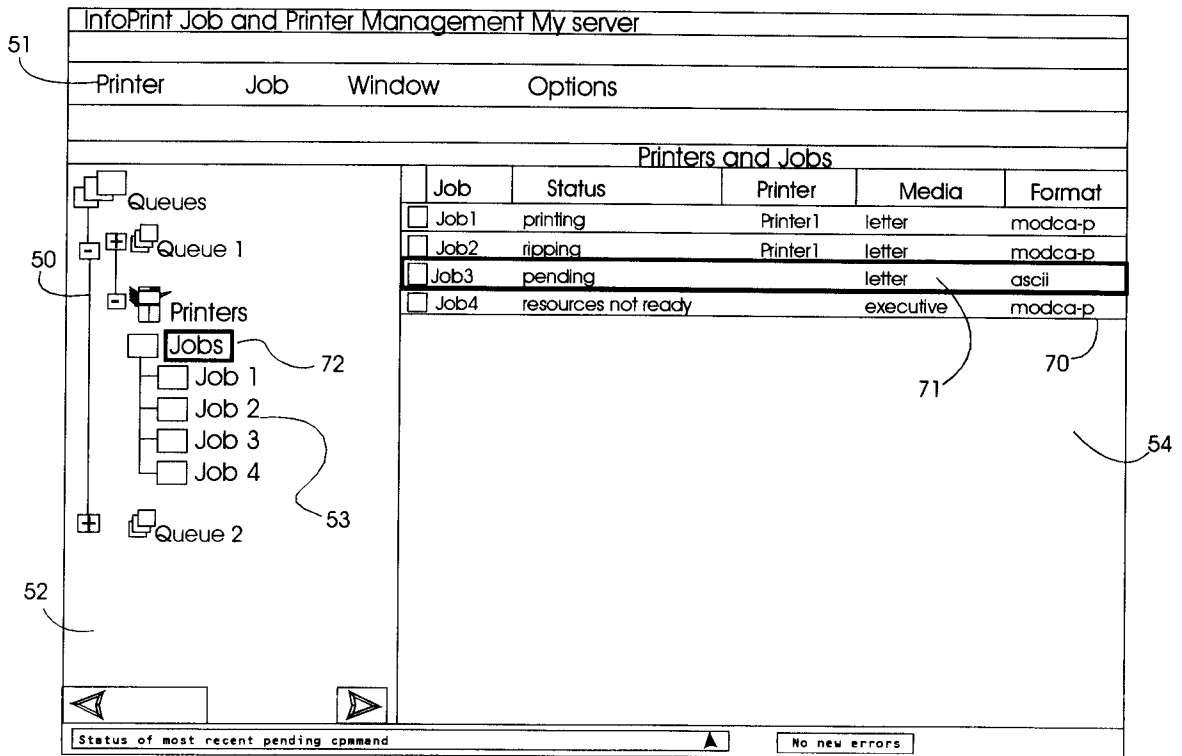 InfoPrint Job and Printer Management My server
51
Printer Job Window Options
Printers and Jobs
Queues
Queue 1
50
Printers
Jobs
72
Job 1
Job 2
Job 3
Job 4
53
Queue 2
52
Job Status Printer Media Format
Job1 printing Printer1 letter modca-p
Job2 ripping Printer1 letter modca-p
Job3 pending letter ascii
Job4 resources not ready executive modca-p
71
70
54
Status of most recent pending cpmmand
No new errors